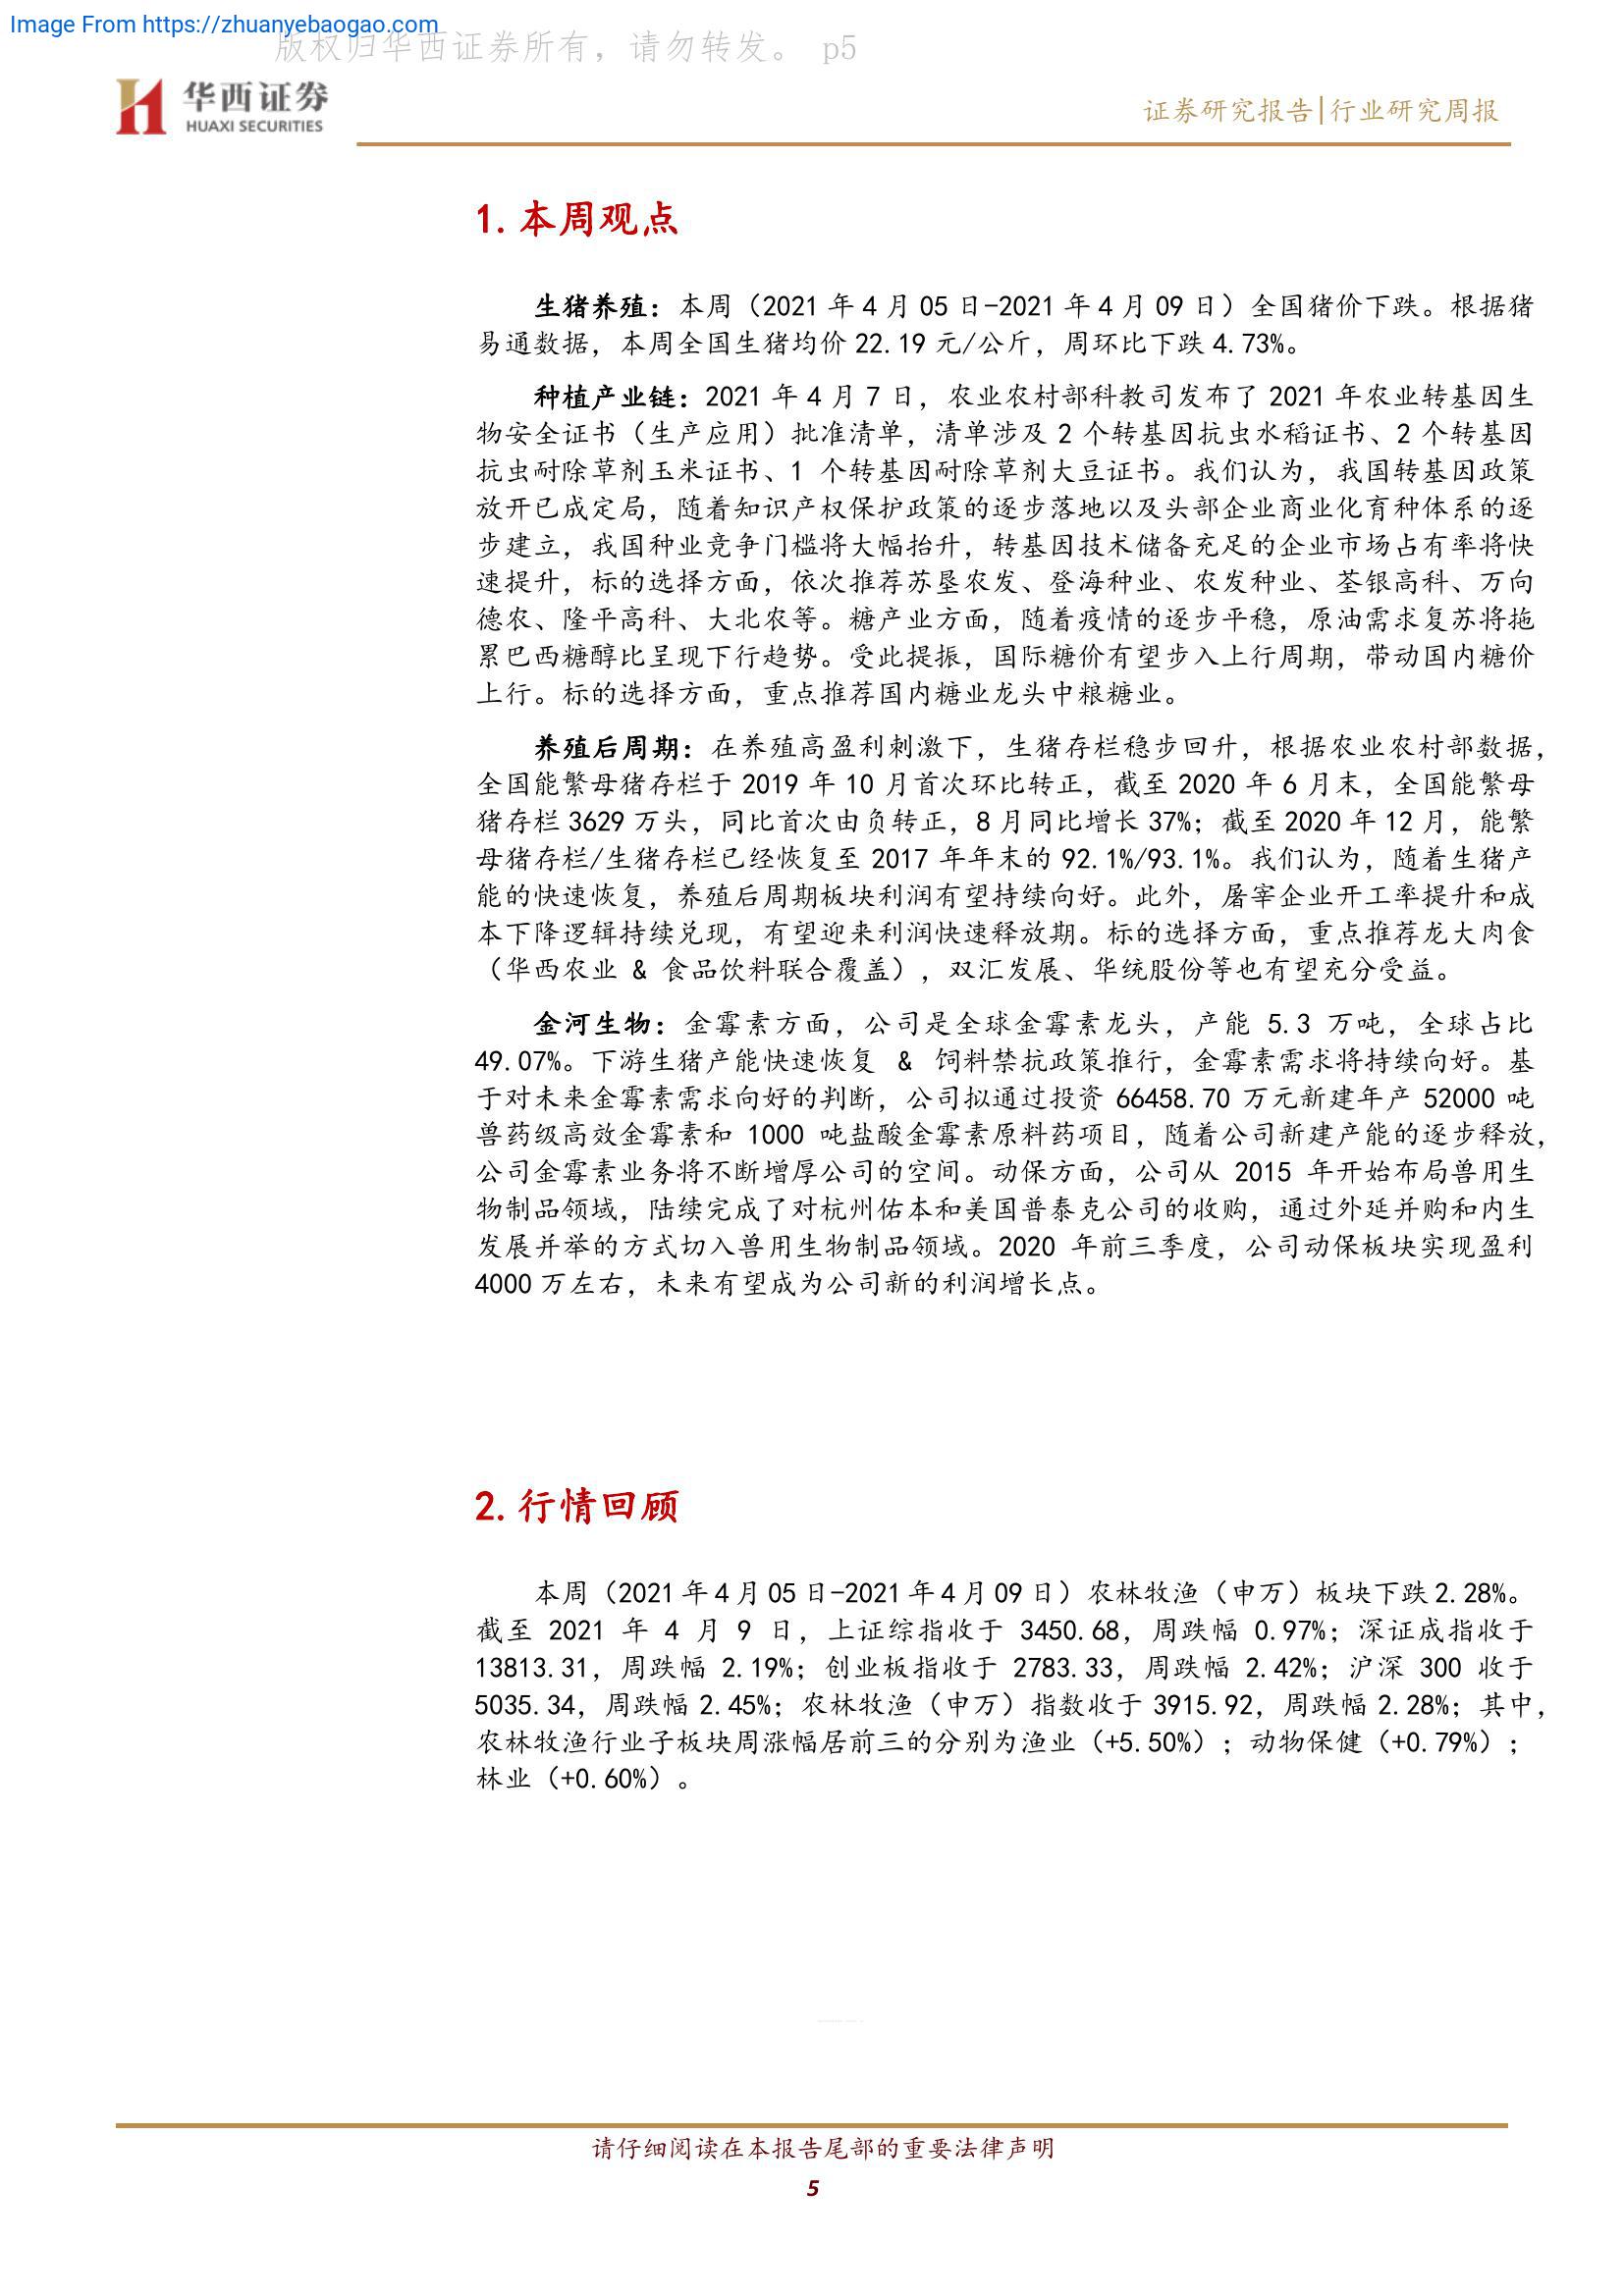 Image From https://zhuanyebaogao.com
版权归华西证券所有，请勿转发。 p5
华西证券
HUAXI SECURITIES
证券研究报告|行业研究周报
1. 本周观点
生猪养殖：本周（2021 年 4 月 05 日-2021 年 4 月 09 日）全国猪价下跌。根据猪
易通数据，本周全国生猪均价 22.19 元/公斤，周环比下跌 4.73%。
种植产业链：2021 年 4 月 7 日，农业农村部科教司发布了 2021 年农业转基因生
物安全证书（生产应用）批准清单，清单涉及 2 个转基因抗虫水稻证书、2 个转基因
抗虫耐除草剂玉米证书、1 个转基因耐除草剂大豆证书。我们认为，我国转基因政策
放开已成定局，随着知识产权保护政策的逐步落地以及头部企业商业化育种体系的逐
步建立，我国种业竞争门槛将大幅抬升，转基因技术储备充足的企业市场占有率将快
速提升，标的选择方面，依次推荐苏垦农发、登海种业、农发种业、荃银高科、万向
德农、隆平高科、大北农等。糖产业方面，随着疫情的逐步平稳，原油需求复苏将拖
累巴西糖醇比呈现下行趋势。受此提振，国际糖价有望步入上行周期，带动国内糖价
上行。标的选择方面，重点推荐国内糖业龙头中粮糖业。
养殖后周期：在养殖高盈利刺激下，生猪存栏稳步回升，根据农业农村部数据，
全国能繁母猪存栏于 2019 年 10 月首次环比转正，截至 2020 年 6 月末，全国能繁母
猪存栏 3629 万头，同比首次由负转正，8 月同比增长 37%；截至 2020 年 12 月，能繁
母猪存栏/生猪存栏已经恢复至 2017 年年末的 92.1%/93.1%。我们认为，随着生猪产
能的快速恢复，养殖后周期板块利润有望持续向好。此外，屠宰企业开工率提升和成
本下降逻辑持续兑现，有望迎来利润快速释放期。标的选择方面，重点推荐龙大肉食
（华西农业 & 食品饮料联合覆盖），双汇发展、华统股份等也有望充分受益。
金河生物：金霉素方面，公司是全球金霉素龙头，产能 5.3 万吨，全球占比
49.07%。下游生猪产能快速恢复 & 饲料禁抗政策推行，金霉素需求将持续向好。基
于对未来金霉素需求向好的判断，公司拟通过投资 66458.70 万元新建年产 52000 吨
兽药级高效金霉素和 1000 吨盐酸金霉素原料药项目，随着公司新建产能的逐步释放，
公司金霉素业务将不断增厚公司的空间。动保方面，公司从 2015 年开始布局兽用生
物制品领域，陆续完成了对杭州佑本和美国普泰克公司的收购，通过外延并购和内生
发展并举的方式切入兽用生物制品领域。2020 年前三季度，公司动保板块实现盈利
4000 万左右，未来有望成为公司新的利润增长点。
2. 行情回顾
本周（2021 年 4 月 05 日-2021 年 4 月 09 日）农林牧渔（申万）板块下跌 2.28%。
截至 2021 年 4 月 9 日，上证综指收于 3450.68，周跌幅 0.97%；深证成指收于
13813.31，周跌幅 2.19%；创业板指收于 2783.33，周跌幅 2.42%；沪深 300 收于
5035.34，周跌幅 2.45%；农林牧渔（申万）指数收于 3915.92，周跌幅 2.28%；其中，
农林牧渔行业子板块周涨幅居前三的分别为渔业（+5.50%）；动物保健（+0.79%）；
林业（+0.60%）。
请仔细阅读在本报告尾部的重要法律声明
5